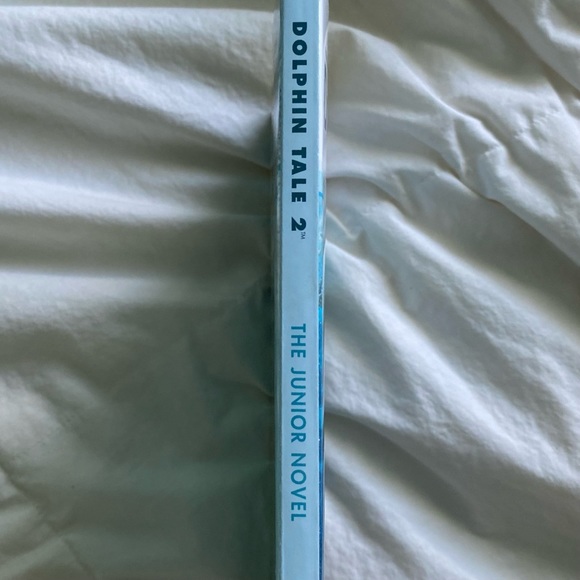 DOLPHIN TALE 2™
THE JUNIOR NOVEL